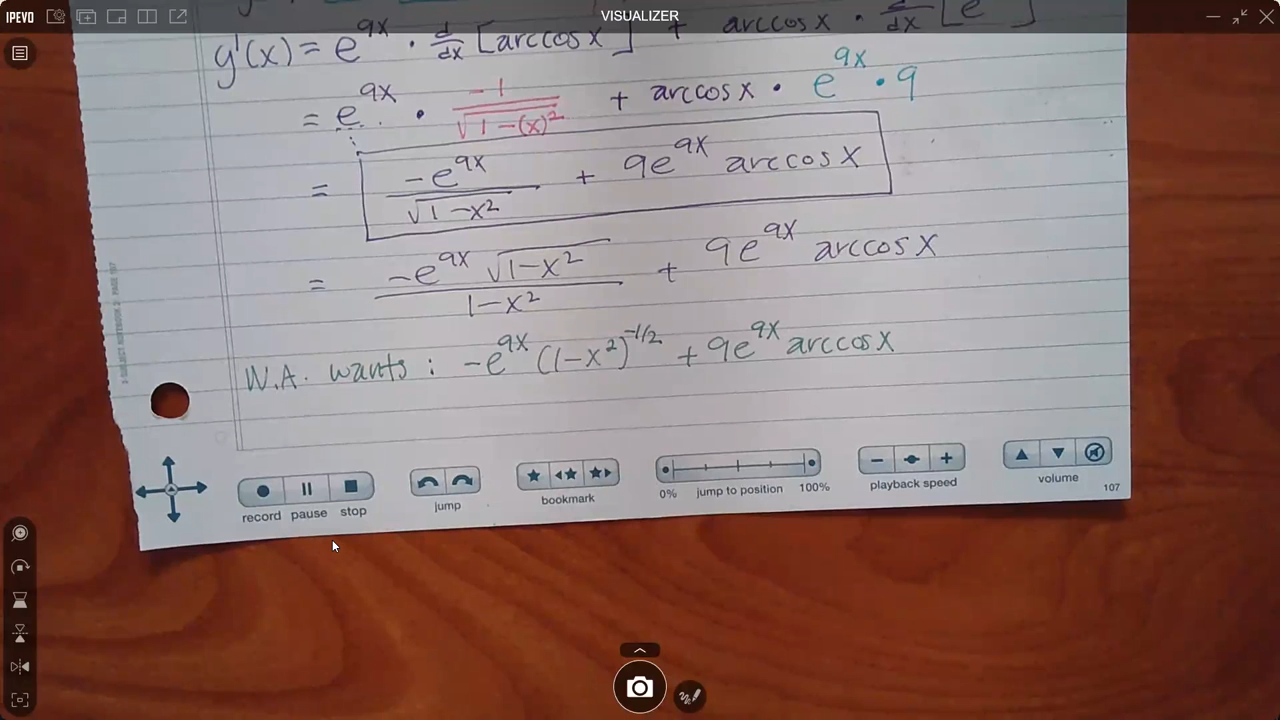 IPEVO VISUALIZER
y'(x) = e^{9x} · d/dx [arccos x] + arccos x · d/dx [e ]
= e^{9x} · -1/√(1-(x)²) + arccos x · e^{9x} · 9
= -e^{9x}/√(1-x²) + 9e^{9x} arccos x
= -e^{9x} √(1-x²)/(1-x²) + 9e^{9x} arccos x
W.A. wants : -e^{9x} (1-x²)^{-1/2} + 9e^{9x} arccos x
record pause stop
jump
bookmark
0% jump to position 100%
playback speed
volume
107